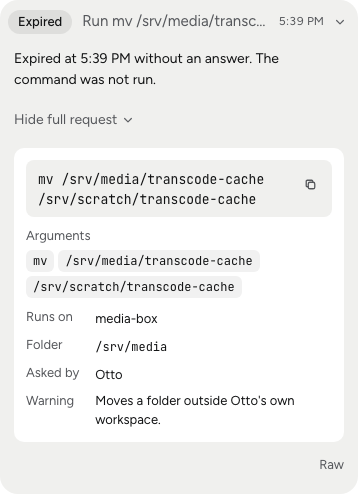 Expired Run mv /srv/media/transc... 5:39 PM
Expired at 5:39 PM without an answer. The
command was not run.
Hide full request
mv /srv/media/transcode-cache
/srv/scratch/transcode-cache
Arguments
mv /srv/media/transcode-cache
/srv/scratch/transcode-cache
Runs on media-box
Folder /srv/media
Asked by Otto
Warning Moves a folder outside Otto's own
workspace.
Raw